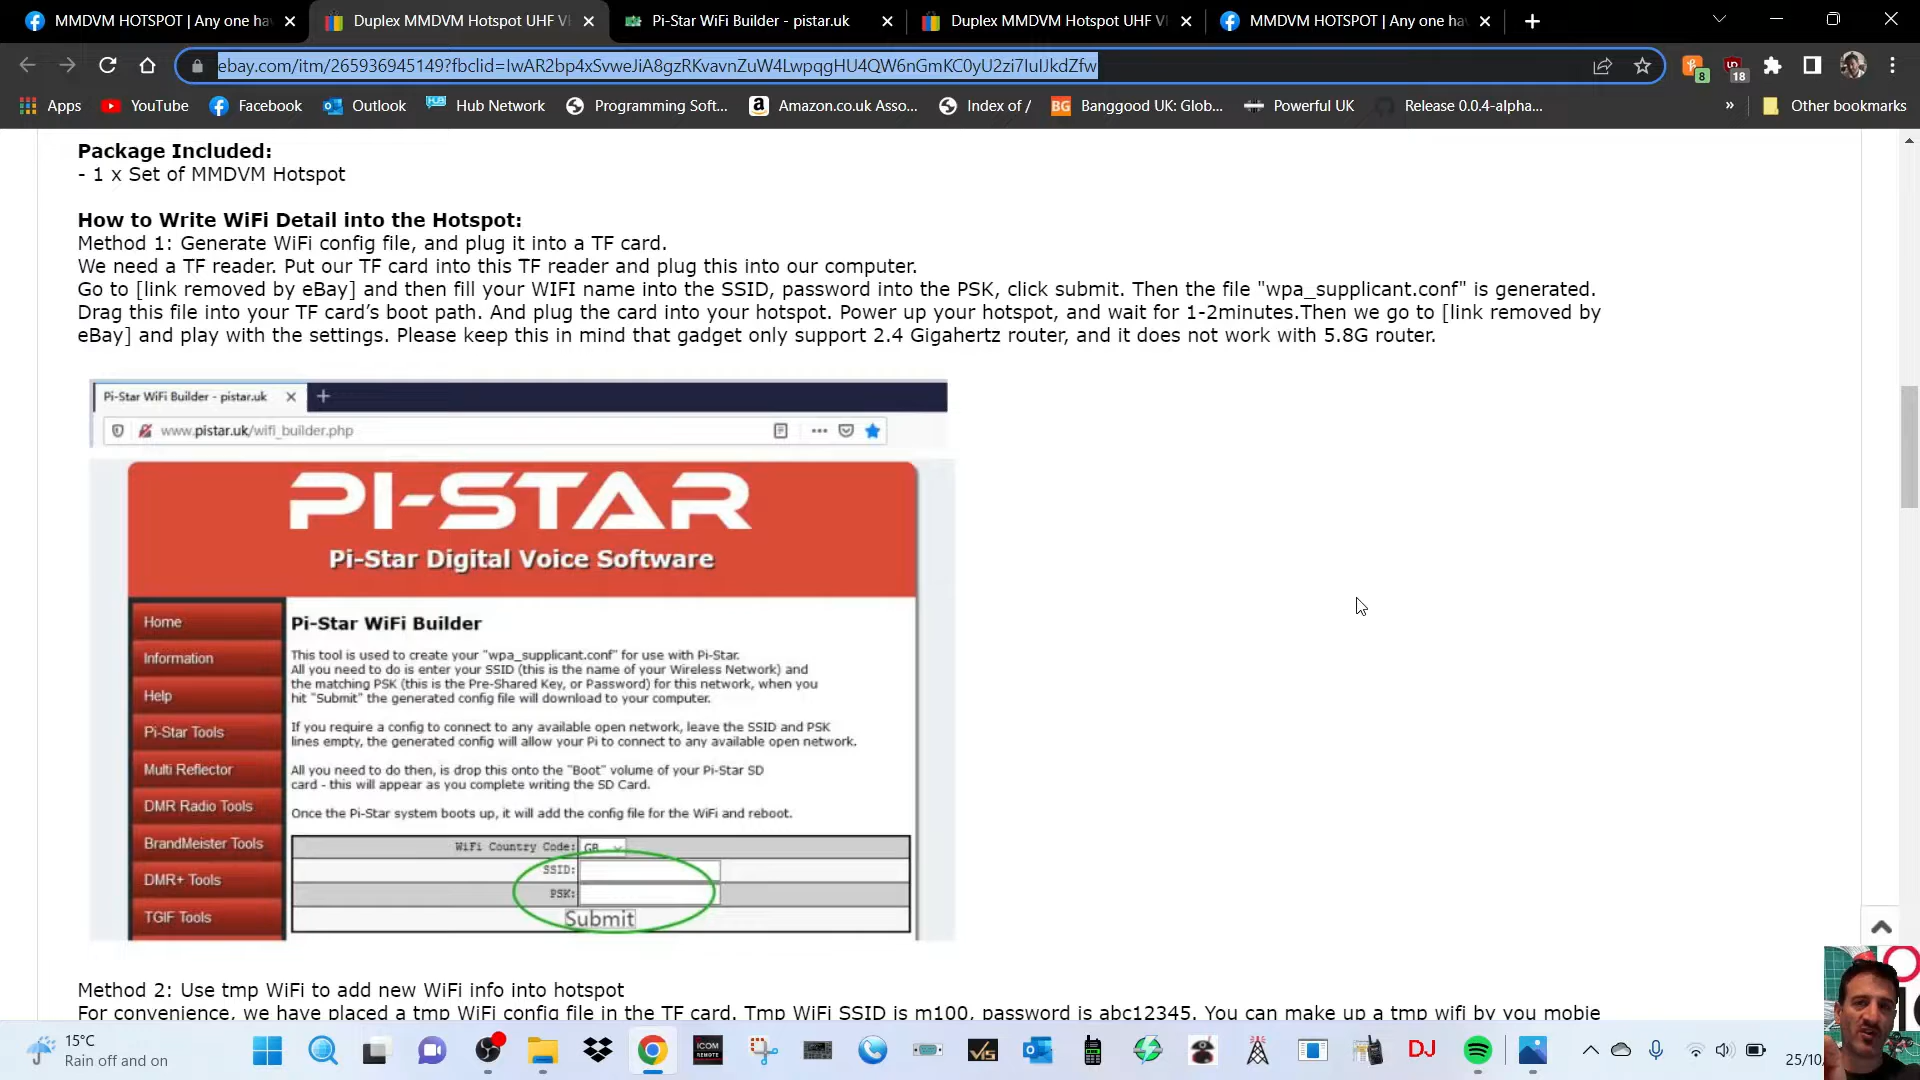 MMDVM HOTSPOT | Any one ha
Duplex MMDVM Hotspot UHF V
Pi-Star WiFi Builder - pistar.uk
Duplex MMDVM Hotspot UHF V
MMDVM HOTSPOT | Any one ha
ebay.com/itm/265936945149?fbclid=IwAR2bp4xSvweJiA8gzRKvavnZuW4LwpqgHU4QW6nGmKC0yU2zi7IuIJkdZfw
8
18
Apps
YouTube
Facebook
Outlook
HUB
Hub Network
Programming Soft...
Amazon.co.uk Asso...
Index of /
BG
Banggood UK: Glob...
Powerful UK
Release 0.0.4-alpha...
»
Other bookmarks
Package Included:
- 1 x Set of MMDVM Hotspot
How to Write WiFi Detail into the Hotspot:
Method 1: Generate WiFi config file, and plug it into a TF card.
We need a TF reader. Put our TF card into this TF reader and plug this into our computer.
Go to [link removed by eBay] and then fill your WIFI name into the SSID, password into the PSK, click submit. Then the file "wpa_supplicant.conf" is generated.
Drag this file into your TF card’s boot path. And plug the card into your hotspot. Power up your hotspot, and wait for 1-2minutes.Then we go to [link removed by
eBay] and play with the settings. Please keep this in mind that gadget only support 2.4 Gigahertz router, and it does not work with 5.8G router.
Pi-Star WiFi Builder - pistar.uk
www.pistar.uk/wifi_builder.php
PI-STAR
Pi-Star Digital Voice Software
Home
Information
Help
Pi-Star Tools
Multi Reflector
DMR Radio Tools
BrandMeister Tools
DMR+ Tools
TGIF Tools
Pi-Star WiFi Builder
This tool is used to create your "wpa_supplicant.conf" for use with Pi-Star.
All you need to do is enter your SSID (this is the name of your Wireless Network) and
the matching PSK (this is the Pre-Shared Key, or Password) for this network, when you
hit "Submit" the generated config file will download to your computer.
If you require a config to connect to any available open network, leave the SSID and PSK
lines empty, the generated config will allow your Pi to connect to any available open network.
All you need to do then, is drop this onto the "Boot" volume of your Pi-Star SD
card - this will appear as you complete writing the SD Card.
Once the Pi-Star system boots up, it will add the config file for the WiFi and reboot.
WiFi Country Code: GB
SSID:
PSK:
Submit
Method 2: Use tmp WiFi to add new WiFi info into hotspot
For convenience, we have placed a tmp WiFi config file in the TF card. Tmp WiFi SSID is m100, password is abc12345. You can make up a tmp wifi by you mobie
15°C
Rain off and on
ICOM
REMOTE
DJ
25/10